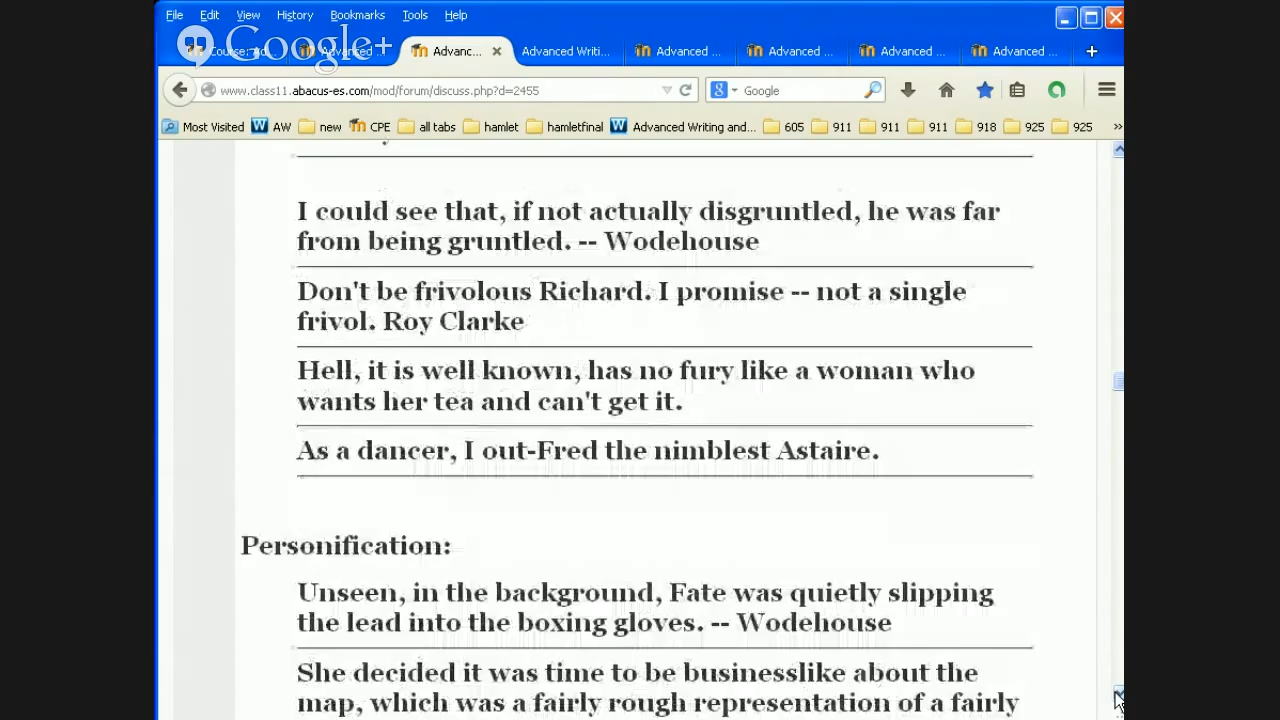 File Edit View History Bookmarks Tools Help
Google+
Advanc... Advanced Writi... Advanced ... Advanced ... Advanced ... Advanced ...
www.class11.abacus-es.com/mod/forum/discuss.php?d=2455 Google
Most Visited AW new CPE all tabs hamlet hamletfinal Advanced Writing and... 605 911 911 911 918 925 925 »
I could see that, if not actually disgruntled, he was far
from being gruntled. -- Wodehouse
Don't be frivolous Richard. I promise -- not a single
frivol. Roy Clarke
Hell, it is well known, has no fury like a woman who
wants her tea and can't get it.
As a dancer, I out-Fred the nimblest Astaire.
Personification:
Unseen, in the background, Fate was quietly slipping
the lead into the boxing gloves. -- Wodehouse
She decided it was time to be businesslike about the
map, which was a fairly rough representation of a fairly